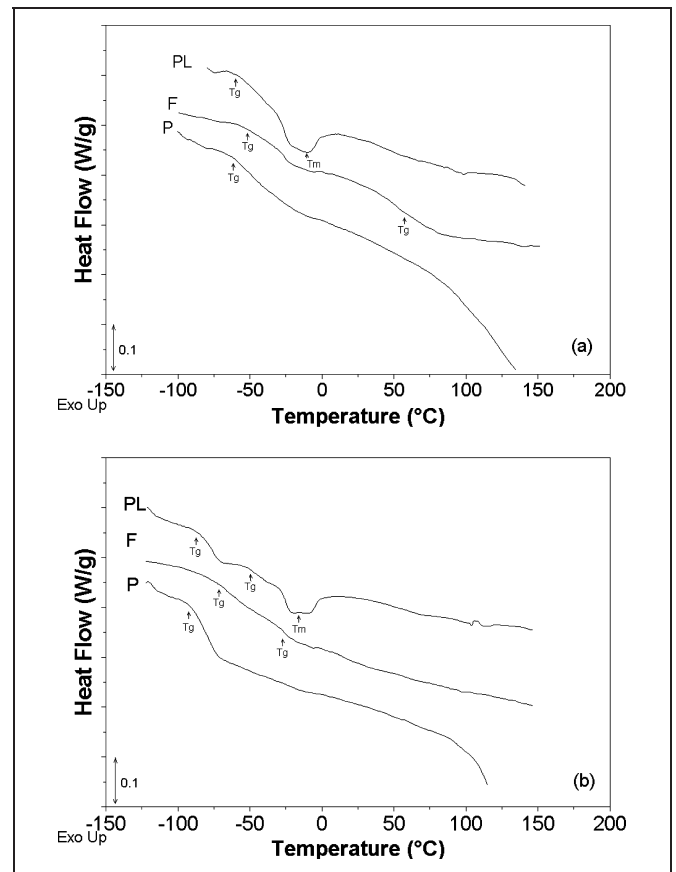 PL
Tg
F
P
Tg
Tm
Tg
Tg
Heat Flow (W/g)
0.1
(a)
-150 -100 -50 0 50 100 150 200
Exo Up
Temperature (°C)
PL
Tg
F
Tg
P
Tg
Tm
Tg
Tg
Heat Flow (W/g)
0.1
(b)
-150 -100 -50 0 50 100 150 200
Exo Up
Temperature (°C)